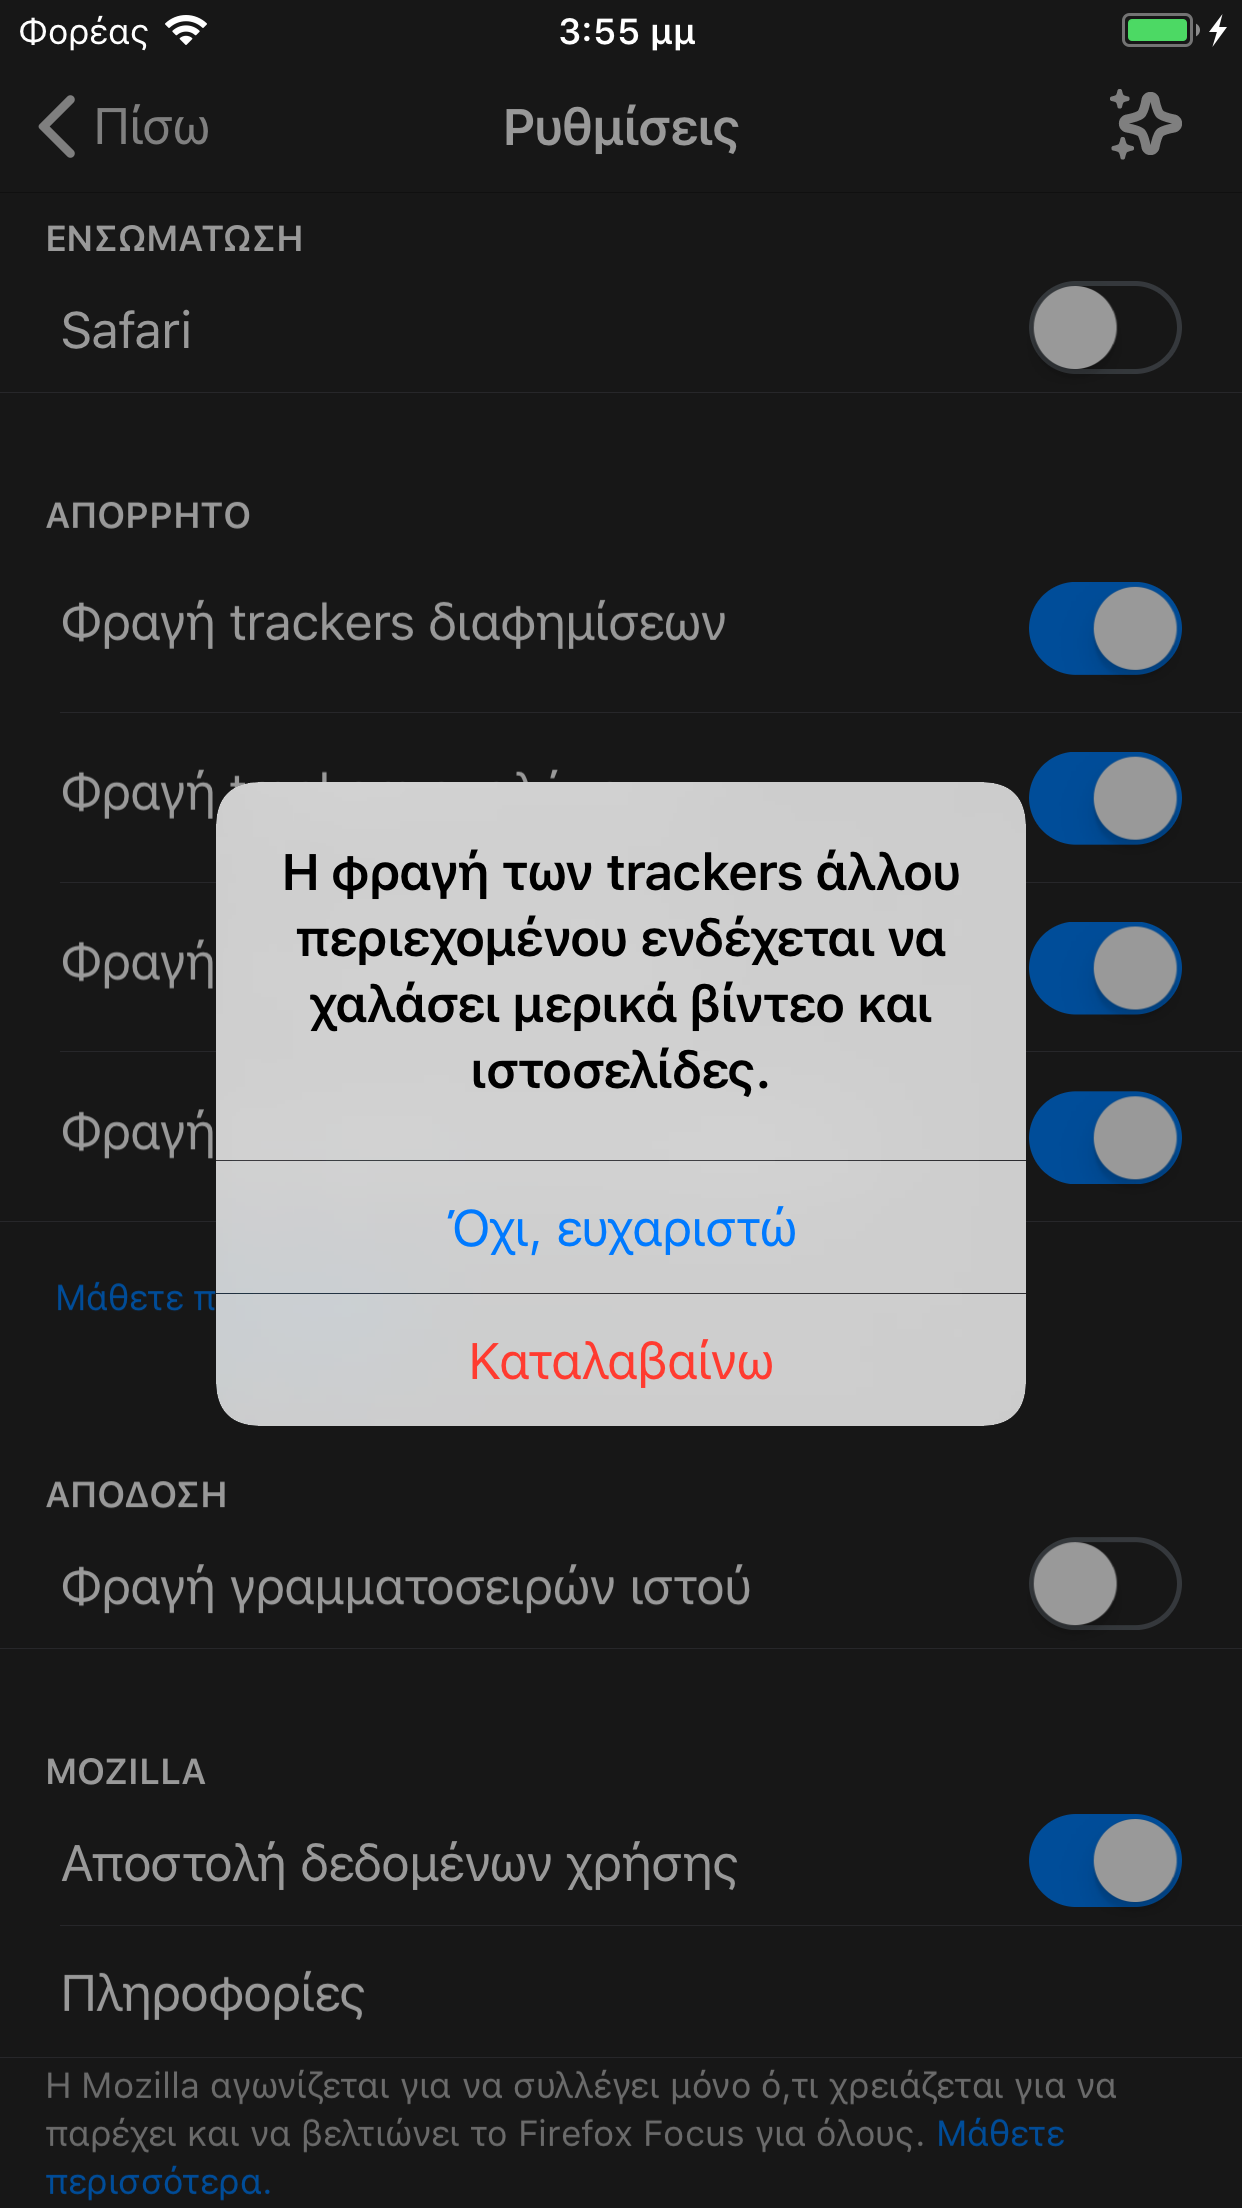 Φορέας
3:55 μμ
Πίσω
Ρυθμίσεις
ΕΝΣΩΜΑΤΩΣΗ
Safari
ΑΠΟΡΡΗΤΟ
Φραγή trackers διαφημίσεων
Φραγή
Φραγή
Φραγή
Μάθετε
Η φραγή των trackers άλλου
περιεχομένου ενδέχεται να
χαλάσει μερικά βίντεο και
ιστοσελίδες.
Όχι, ευχαριστώ
Καταλαβαίνω
ΑΠΟΔΟΣΗ
Φραγή γραμματοσειρών ιστού
MOZILLA
Αποστολή δεδομένων χρήσης
Πληροφορίες
Η Mozilla αγωνίζεται για να συλλέγει μόνο ό,τι χρειάζεται για να
παρέχει και να βελτιώνει το Firefox Focus για όλους. Μάθετε
περισσότερα.